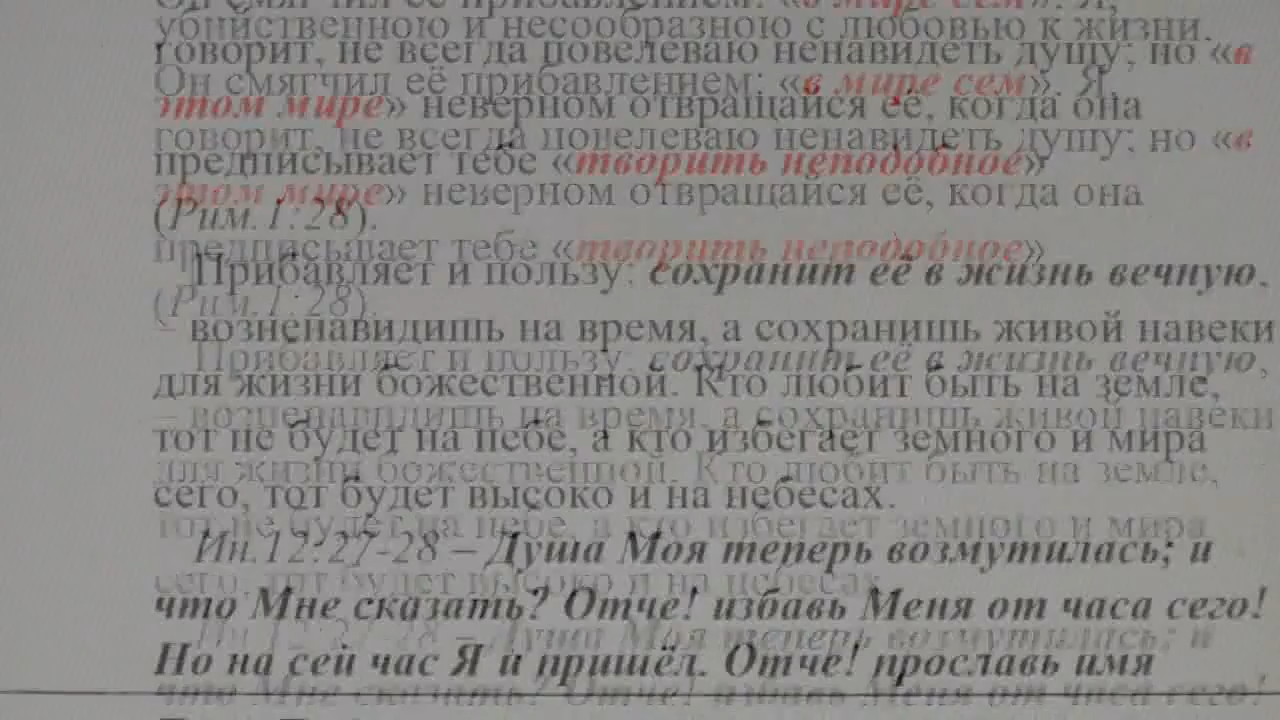 убийственною и несообразною с любовью к жизни.
Он смягчил её прибавлением: «в мире сем». Я,
говорит, не всегда повелеваю ненавидеть душу; но «в
этом мире» неверном отвращайся её, когда она
предписывает тебе «творить неподобное»
(Рим.1:28).
Прибавляет и пользу: сохранит её в жизнь вечную,
– возненавидишь на время, а сохранишь живой навеки
для жизни божественной. Кто любит быть на земле,
тот не будет на небе, а кто избегает земного и мира
сего, тот будет высоко и на небесах.
Ин.12:27-28 – Душа Моя теперь возмутилась; и
что Мне сказать? Отче! избавь Меня от часа сего!
Но на сей час Я и пришёл. Отче! прославь имя